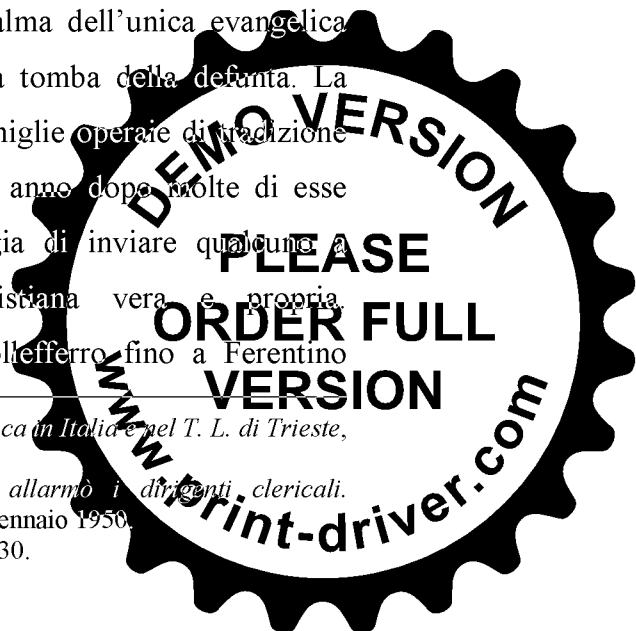 alma dell'unica evangelica
a tomba della defunta. La
niglie operaie di tradizione
anno dopo molte di esse
gia di inviare qualcuno a
istiana vera e propria.
ollefferro fino a Ferentino
ca in Italia e nel T. L. di Trieste,
allarmò i dirigenti clericali.
ennaio 1950.
30.
DEMO VERSION
PLEASE
ORDER FULL
VERSION
www.print-driver.com